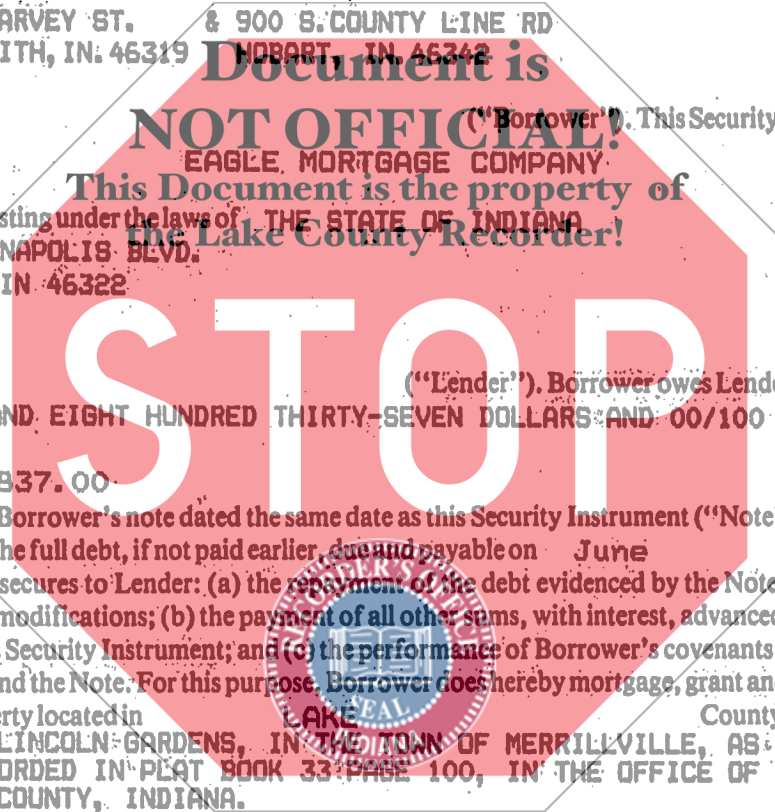 ARVEY ST. & 900 S. COUNTY LINE RD
ITH, IN. 46319 HOBART, IN. 46342
Document is
NOT OFFICIAL!
("Borrower"). This Security
EAGLE MORTGAGE COMPANY
This Document is the property of
sting under the laws of THE STATE OF INDIANA
the Lake County Recorder!
NAPOLIS BLVD.
IN 46322
STOP
("Lender"). Borrower owes Lende
AND EIGHT HUNDRED THIRTY-SEVEN DOLLARS AND 00/100
837.00
Borrower's note dated the same date as this Security Instrument ("Note"
he full debt, if not paid earlier, due and payable on June
secures to Lender: (a) the repayment of the debt evidenced by the Note
modifications; (b) the payment of all other sums, with interest, advanced
Security Instrument; and (c) the performance of Borrower's covenants
nd the Note. For this purpose, Borrower does hereby mortgage, grant an
erty located in LAKE County
LINCOLN GARDENS, IN THE TOWN OF MERRILLVILLE, AS
ORDED IN PLAT BOOK 33 PAGE 100, IN THE OFFICE OF
COUNTY, INDIANA.
RECORDER'S OFFICE
SEAL
INDIANA